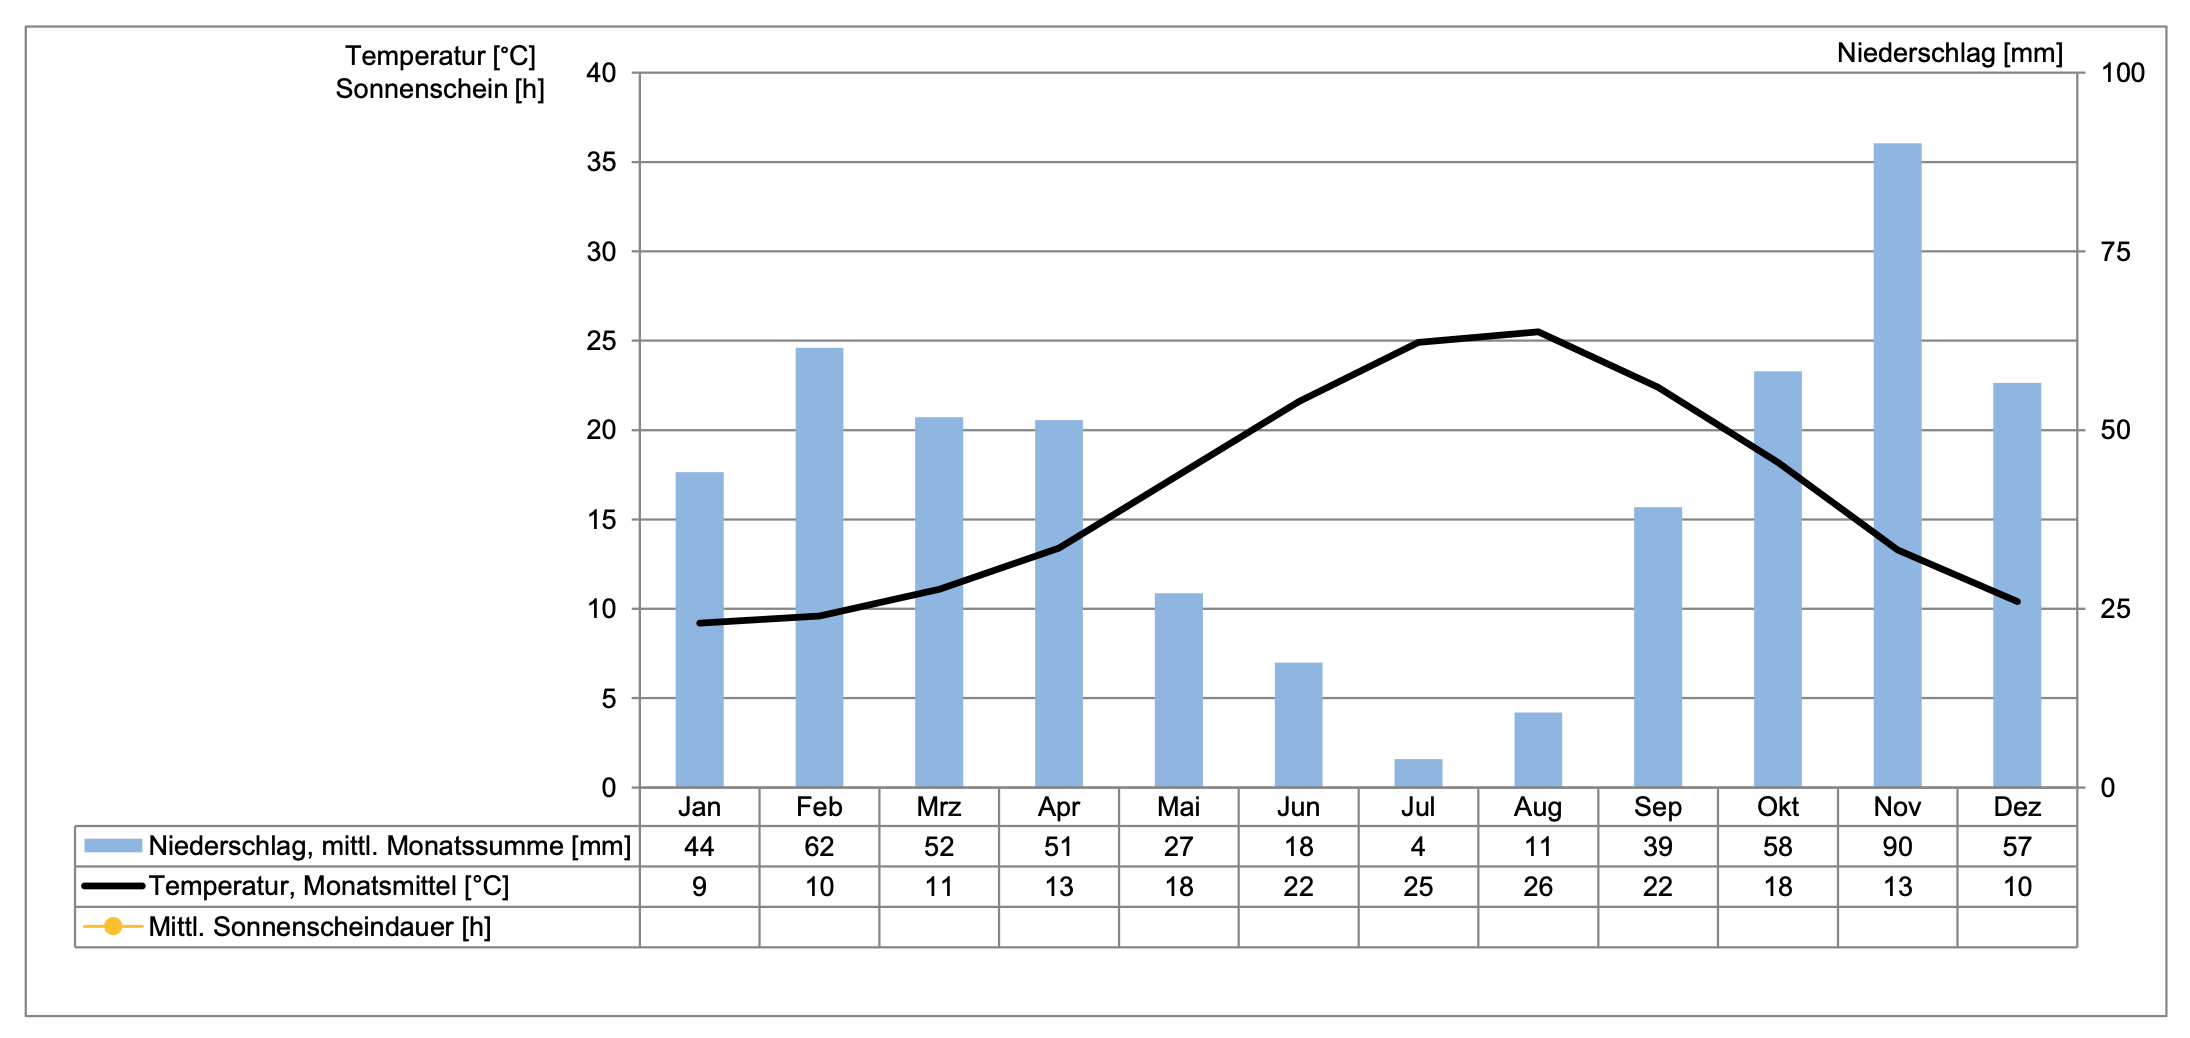 Temperatur [°C]
Sonnenschein [h]
Niederschlag [mm]
40
35
30
25
20
15
10
5
0
100
75
50
25
0
Jan Feb Mrz Apr Mai Jun Jul Aug Sep Okt Nov Dez
Niederschlag, mittl. Monatssumme [mm] 44 62 52 51 27 18 4 11 39 58 90 57
Temperatur, Monatsmittel [°C] 9 10 11 13 18 22 25 26 22 18 13 10
Mittl. Sonnenscheindauer [h]